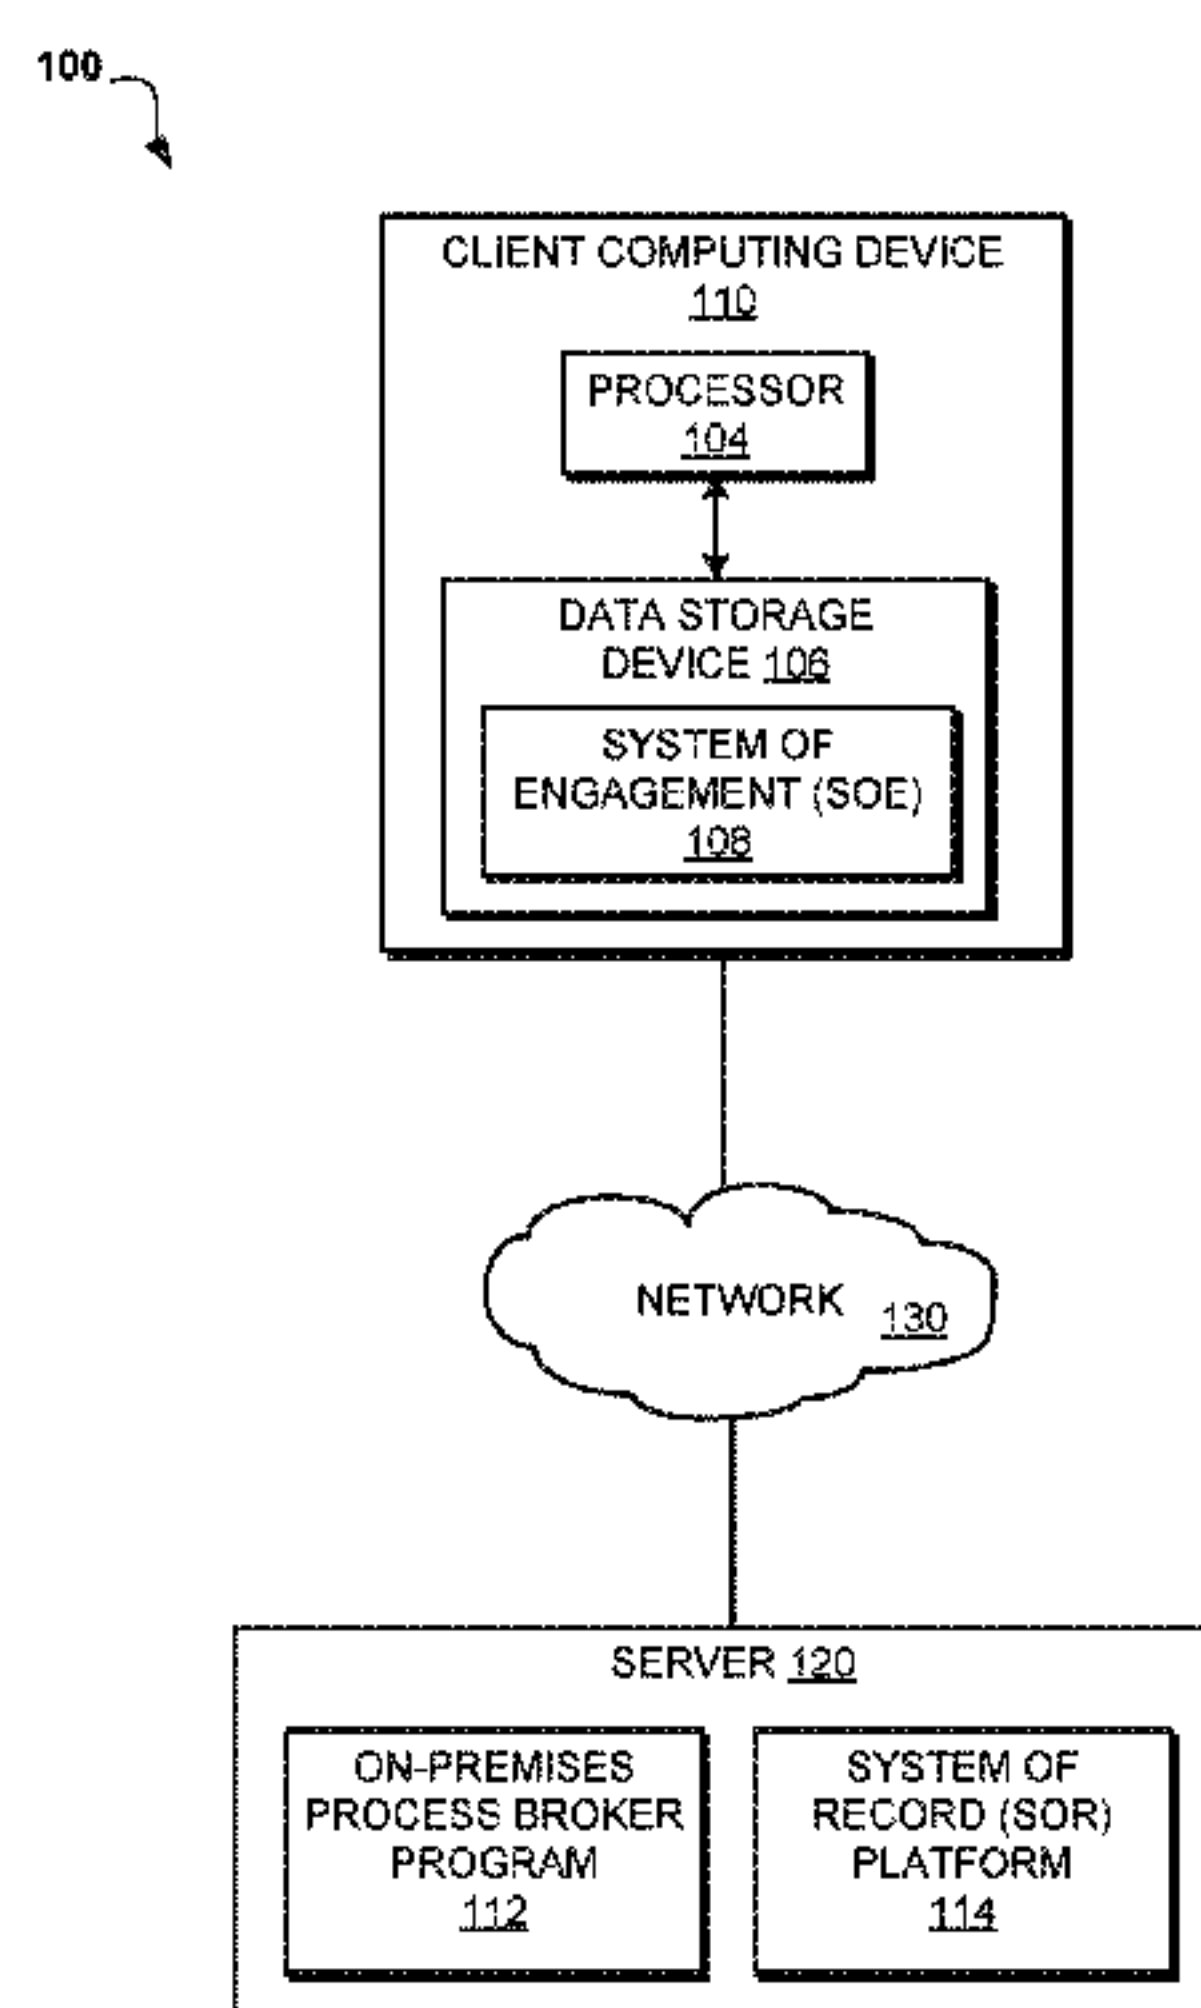 100
CLIENT COMPUTING DEVICE
110
PROCESSOR
104
DATA STORAGE
DEVICE 106
SYSTEM OF
ENGAGEMENT (SOE)
108
NETWORK 130
SERVER 120
ON-PREMISES
PROCESS BROKER
PROGRAM
112
SYSTEM OF
RECORD (SOR)
PLATFORM
114